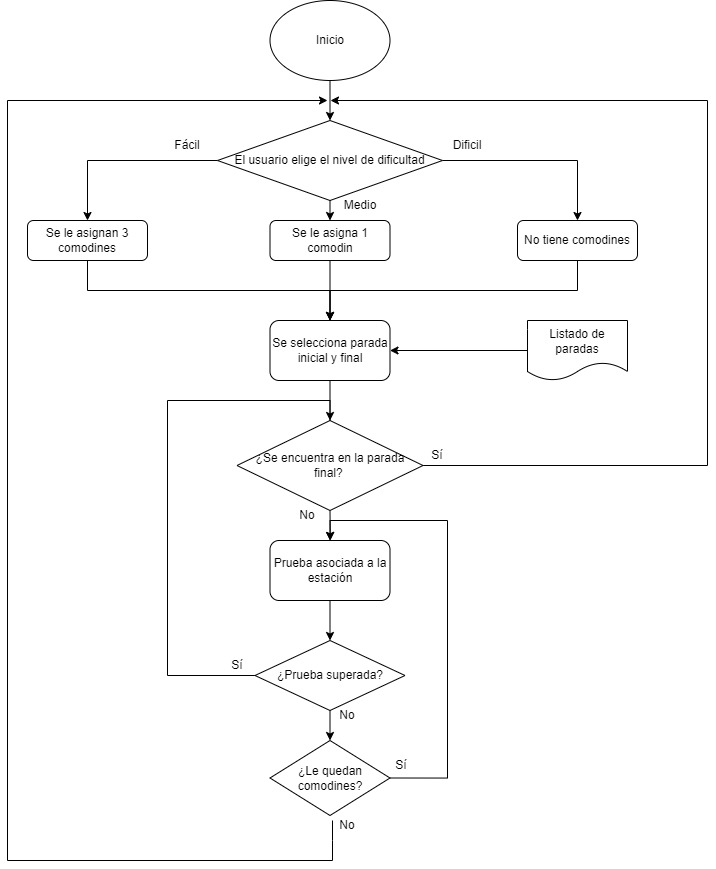 Inicio
Fácil
El usuario elige el nivel de dificultad
Dificil
Medio
Se le asignan 3
comodines
Se le asigna 1
comodin
No tiene comodines
Se selecciona parada
inicial y final
Listado de
paradas
¿Se encuentra en la parada
final?
Sí
No
Prueba asociada a la
estación
Sí
¿Prueba superada?
No
¿Le quedan
comodines?
Sí
No